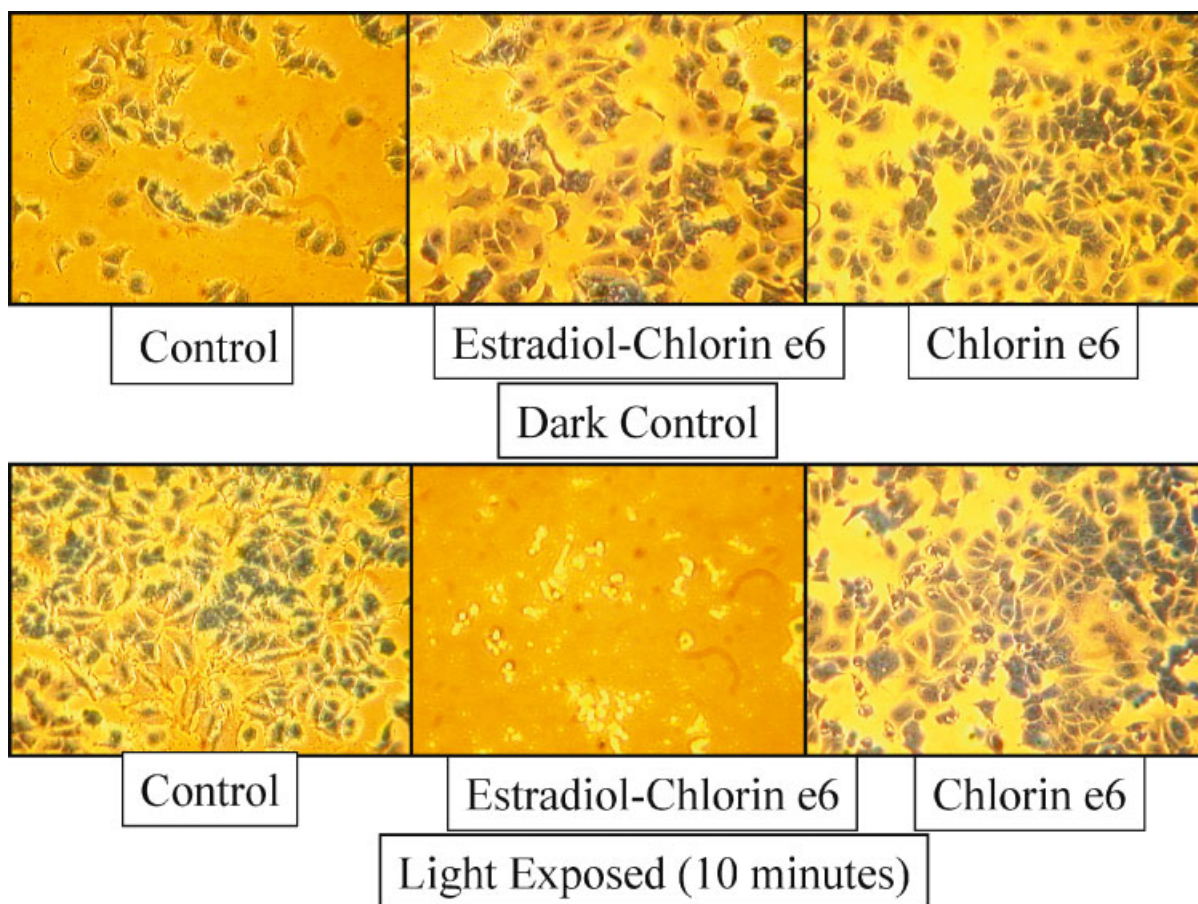 Control
Estradiol-Chlorin e6
Chlorin e6
Dark Control
Control
Estradiol-Chlorin e6
Chlorin e6
Light Exposed (10 minutes)